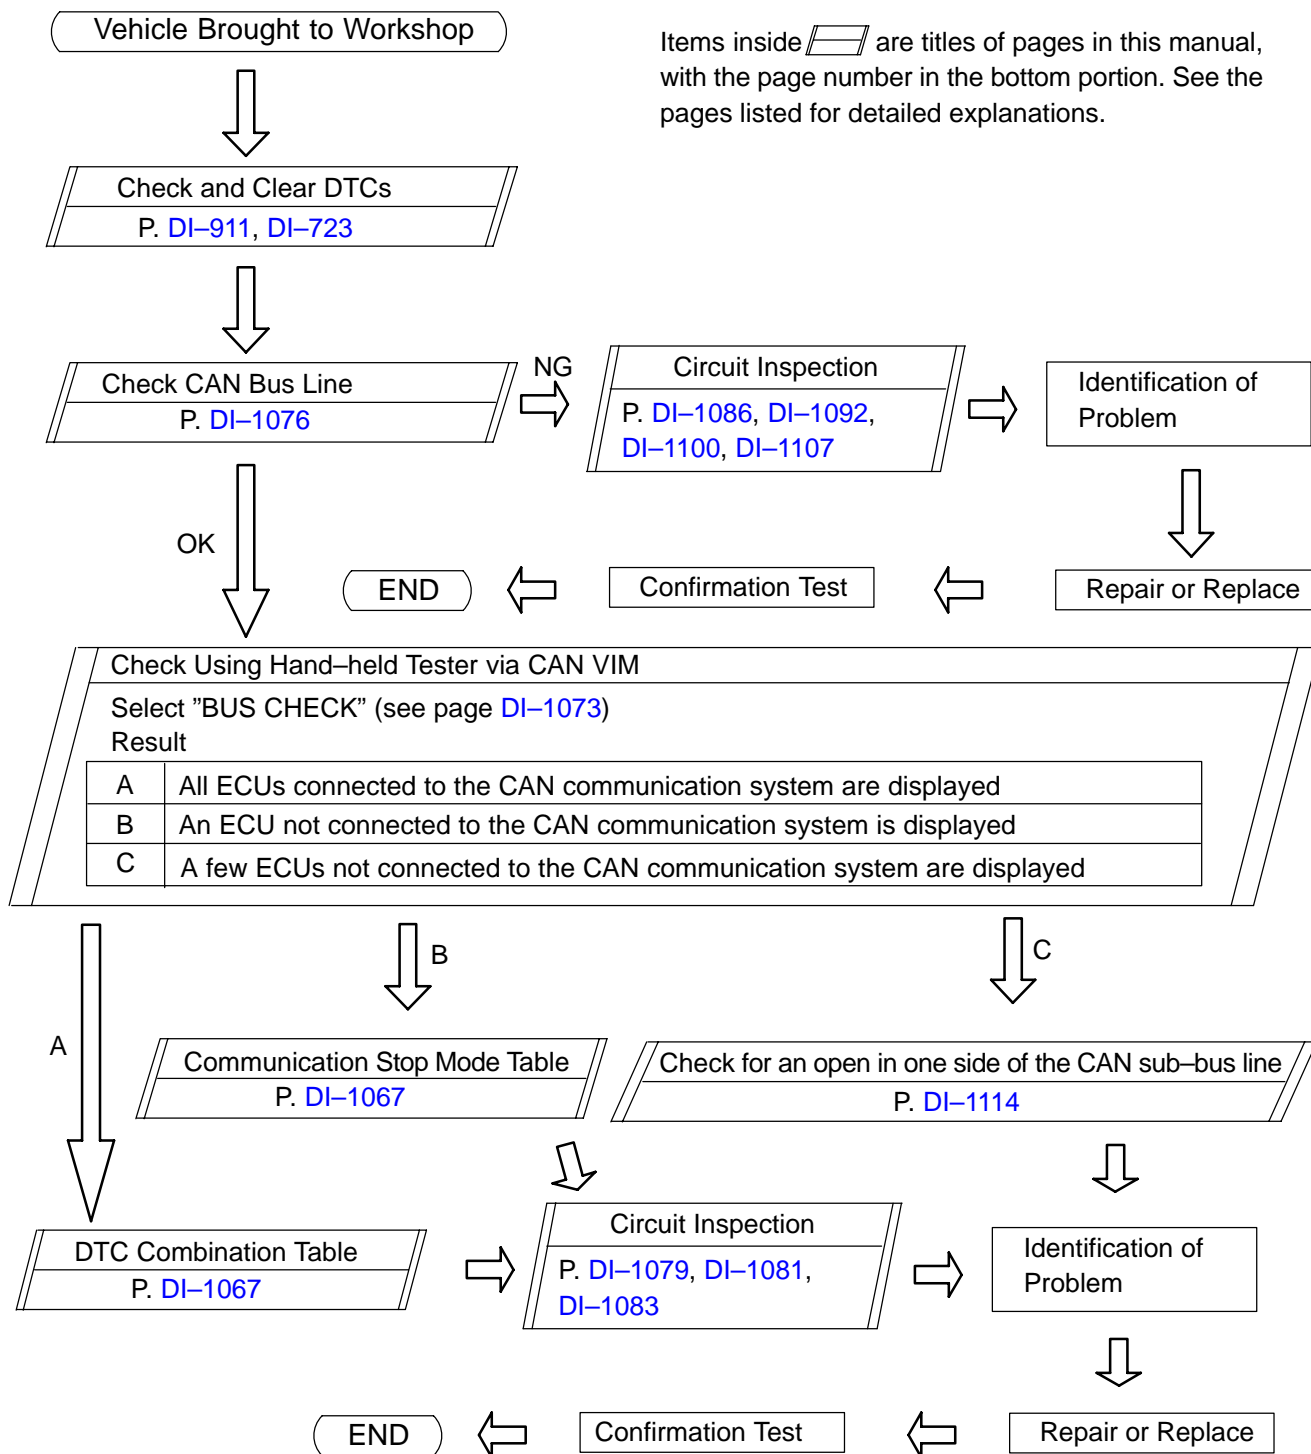 Vehicle Brought to Workshop
Items inside are titles of pages in this manual,
with the page number in the bottom portion. See the
pages listed for detailed explanations.
Check and Clear DTCs
P. DI–911, DI–723
Check CAN Bus Line
P. DI–1076
NG
Circuit Inspection
P. DI–1086, DI–1092,
DI–1100, DI–1107
Identification of
Problem
OK
END
Confirmation Test
Repair or Replace
Check Using Hand–held Tester via CAN VIM
Select ”BUS CHECK” (see page DI–1073)
Result
A All ECUs connected to the CAN communication system are displayed
B An ECU not connected to the CAN communication system is displayed
C A few ECUs not connected to the CAN communication system are displayed
B
C
A
Communication Stop Mode Table
P. DI–1067
Check for an open in one side of the CAN sub–bus line
P. DI–1114
DTC Combination Table
P. DI–1067
Circuit Inspection
P. DI–1079, DI–1081,
DI–1083
Identification of
Problem
END
Confirmation Test
Repair or Replace